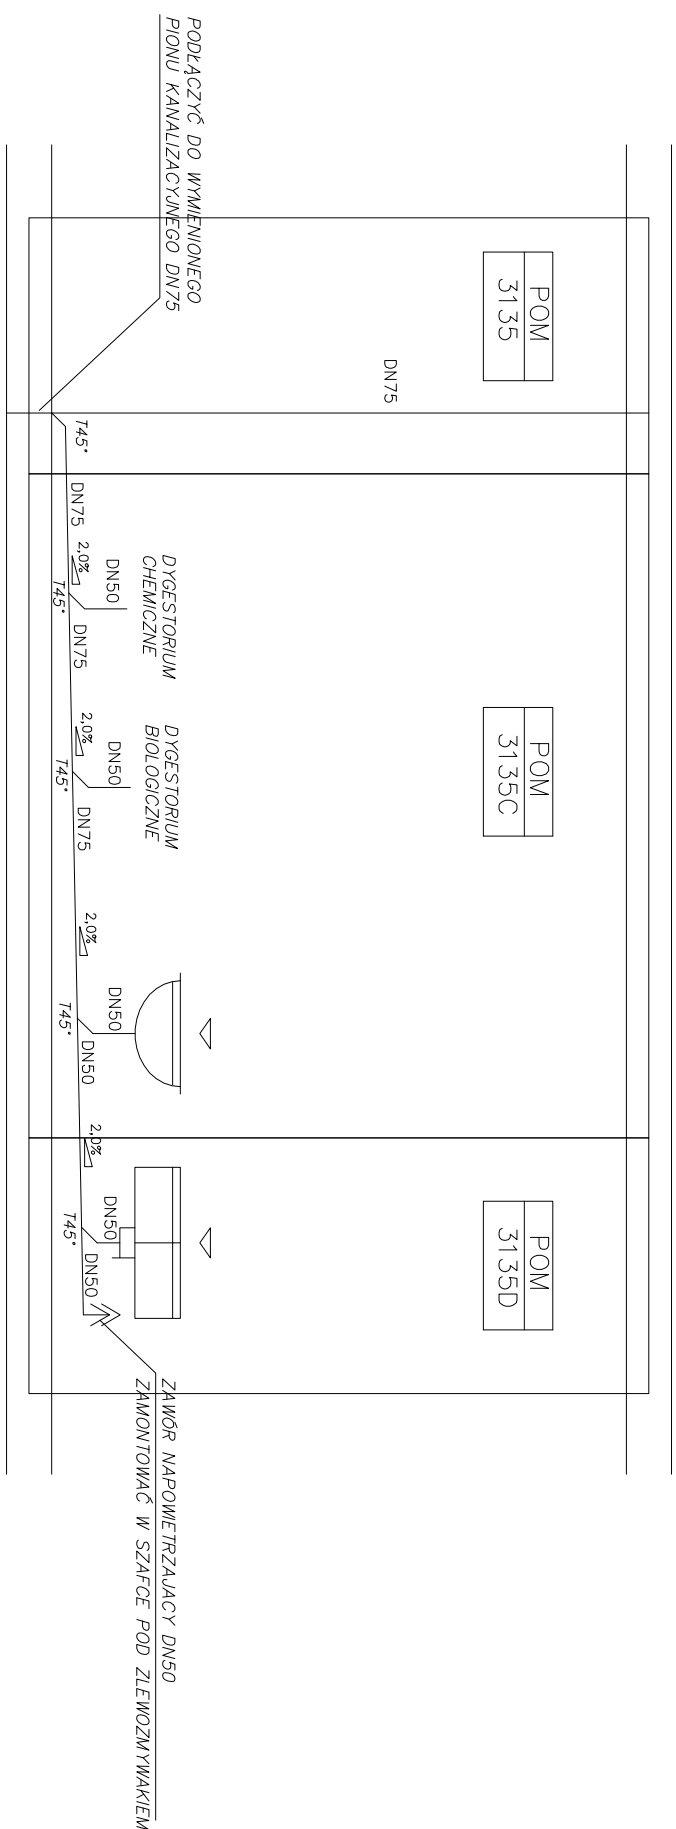 PODŁĄCZYĆ DO WYMIENIONEGO
PIONU KANALIZACYJNEGO DN75
POM
3135
DN75
T45°
DN75
2,0%
DN50
T45°
DYGESTORIUM
CHEMICZNE
DN75
2,0%
DN50
T45°
DYGESTORIUM
BIOLOGICZNE
DN75
POM
3135C
2,0%
DN50
T45°
DN50
2,0%
DN50
T45°
DN50
POM
3135D
ZAWÓR NAPOWIETRZAJACY DN50
ZAMONTOWAĆ W SZAFCE POD ZLEWOZMYWAKIEM